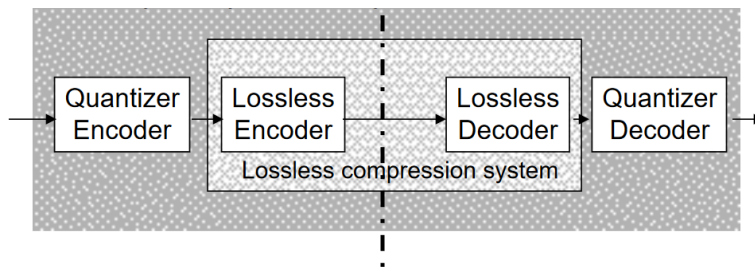 Quantizer
Encoder
Lossless
Encoder
Lossless
Decoder
Quantizer
Decoder
Lossless compression system